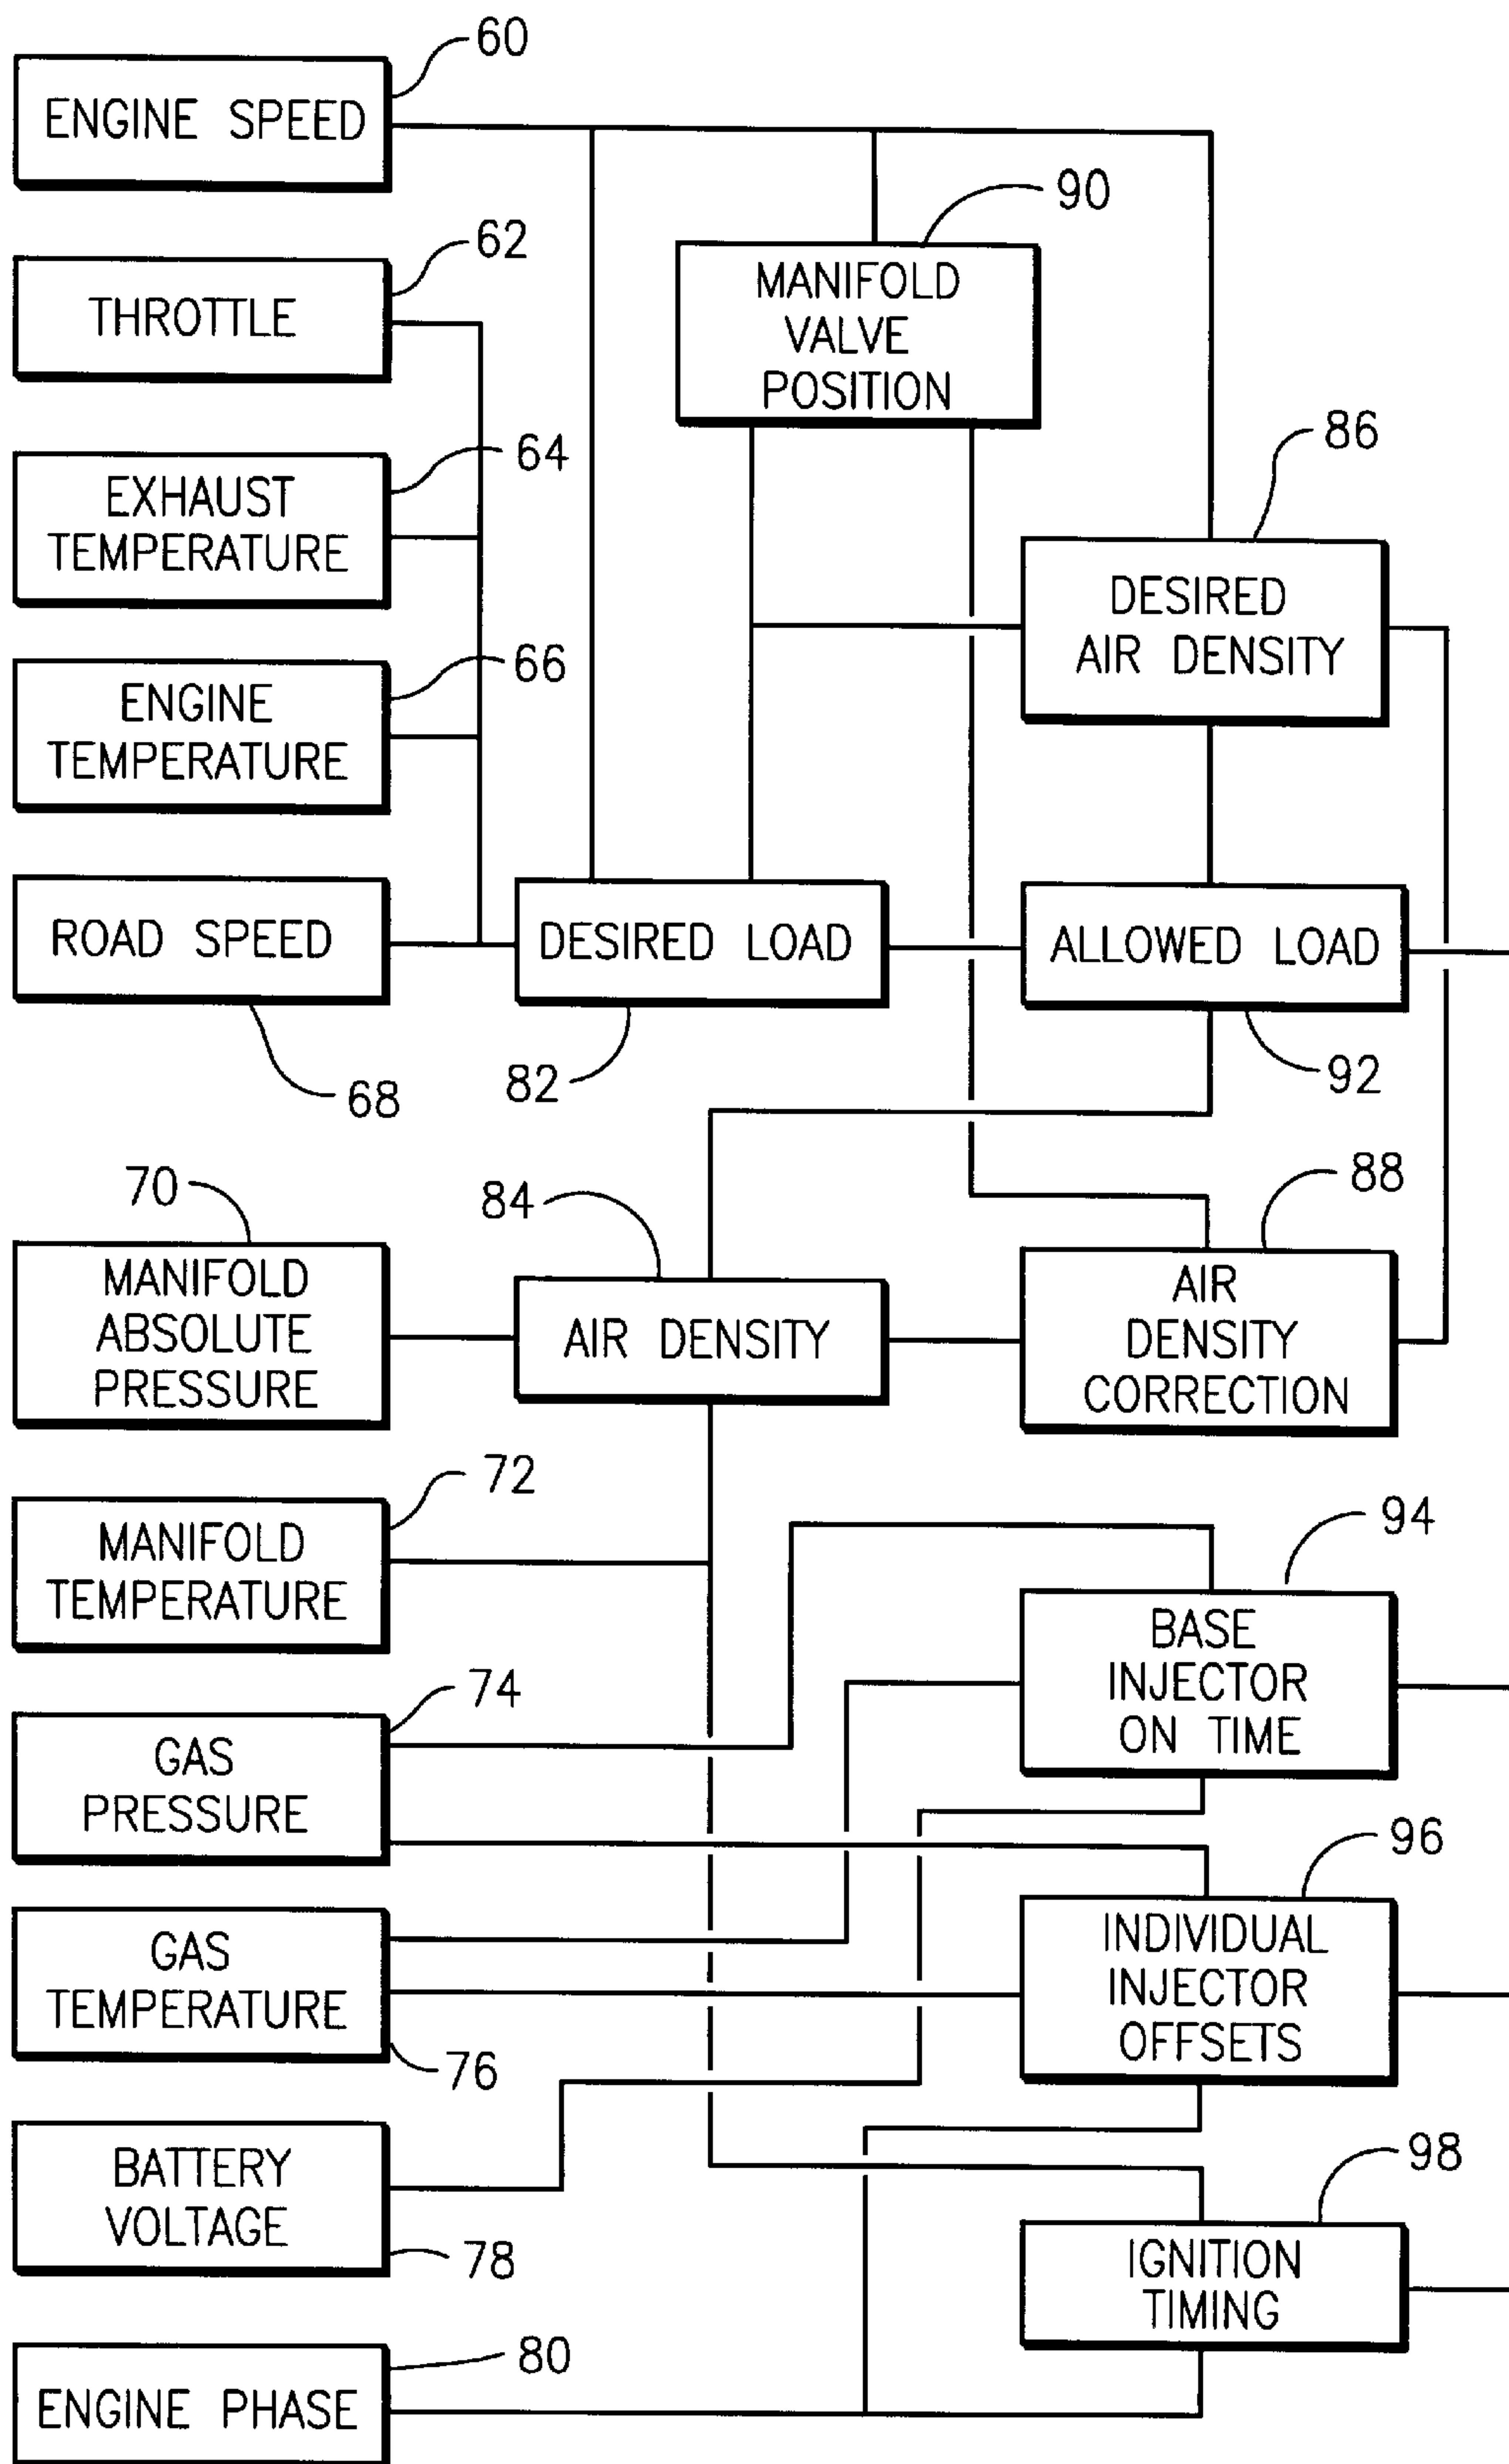 60
ENGINE SPEED
90
62
THROTTLE
MANIFOLD
VALVE
POSITION
86
64
EXHAUST
TEMPERATURE
DESIRED
AIR DENSITY
66
ENGINE
TEMPERATURE
ROAD SPEED
DESIRED LOAD
ALLOWED LOAD
68
82
92
70
84
88
MANIFOLD
ABSOLUTE
PRESSURE
AIR DENSITY
AIR
DENSITY
CORRECTION
72
MANIFOLD
TEMPERATURE
94
BASE
INJECTOR
ON TIME
74
GAS
PRESSURE
96
GAS
TEMPERATURE
76
INDIVIDUAL
INJECTOR
OFFSETS
BATTERY
VOLTAGE
78
98
IGNITION
TIMING
80
ENGINE PHASE